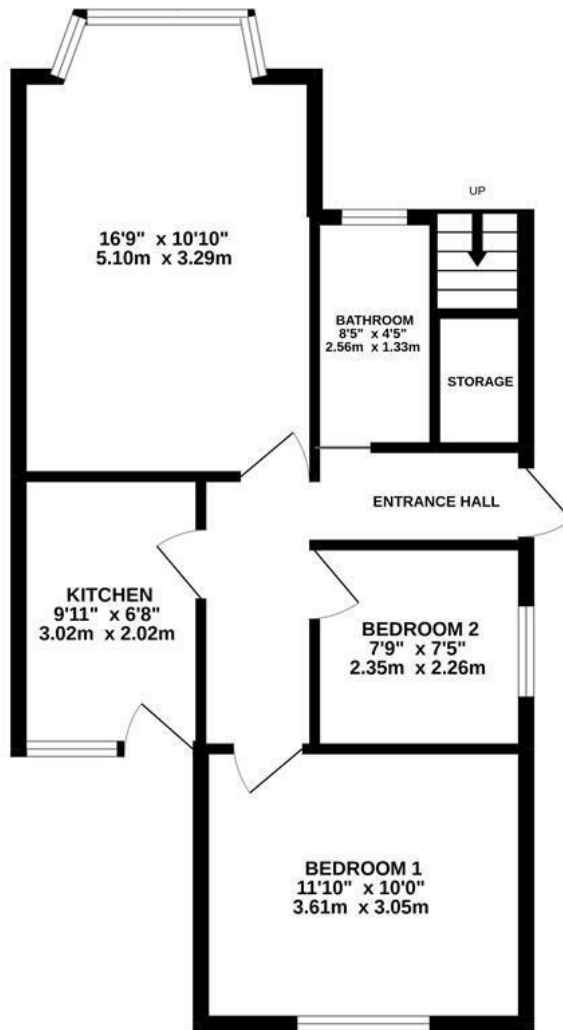 UP
16'9" x 10'10"
5.10m x 3.29m
BATHROOM
8'5" x 4'5"
2.56m x 1.33m
STORAGE
ENTRANCE HALL
KITCHEN
9'11" x 6'8"
3.02m x 2.02m
BEDROOM 2
7'9" x 7'5"
2.35m x 2.26m
BEDROOM 1
11'10" x 10'0"
3.61m x 3.05m